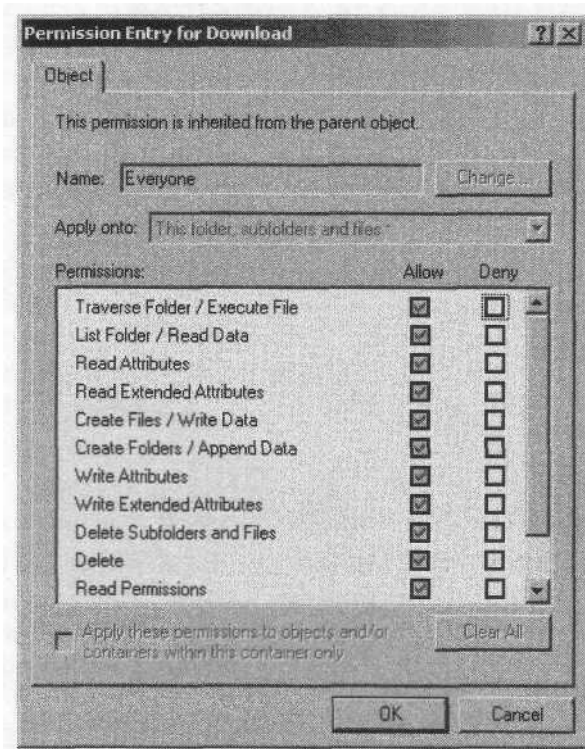 Permission Entry for Download
Object
This permission is inherited from the parent object.
Name: Everyone Change...
Apply onto: This folder, subfolders and files
Permissions: Allow Deny
Traverse Folder / Execute File
List Folder / Read Data
Read Attributes
Read Extended Attributes
Create Files / Write Data
Create Folders / Append Data
Write Attributes
Write Extended Attributes
Delete Subfolders and Files
Delete
Read Permissions
Apply these permissions to objects and/or Clear All
containers within this container only
OK Cancel